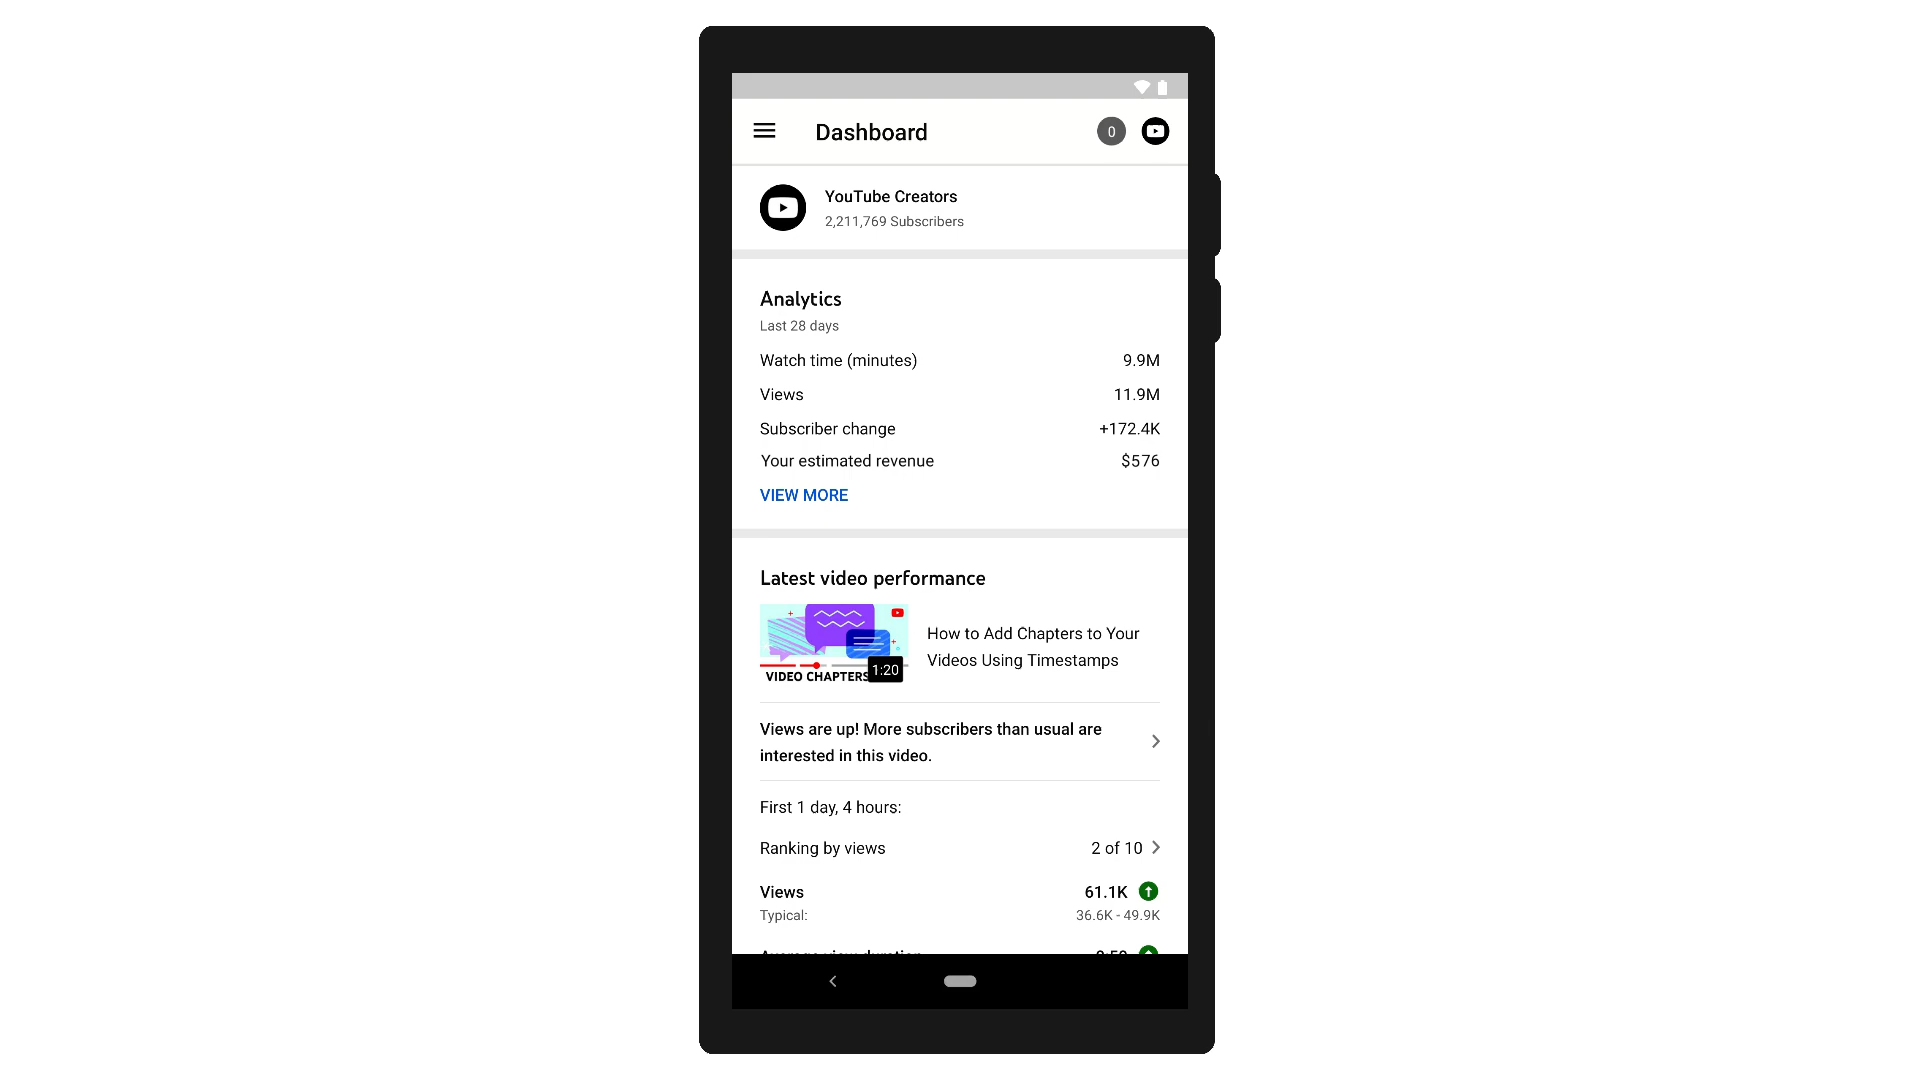 Dashboard
0
YouTube Creators
2,211,769 Subscribers
Analytics
Last 28 days
Watch time (minutes) 9.9M
Views 11.9M
Subscriber change +172.4K
Your estimated revenue $576
VIEW MORE
Latest video performance
How to Add Chapters to Your
Videos Using Timestamps
1:20
VIDEO CHAPTERS
Views are up! More subscribers than usual are
interested in this video.
First 1 day, 4 hours:
Ranking by views 2 of 10
Views 61.1K
Typical: 36.6K - 49.9K
Average view duration